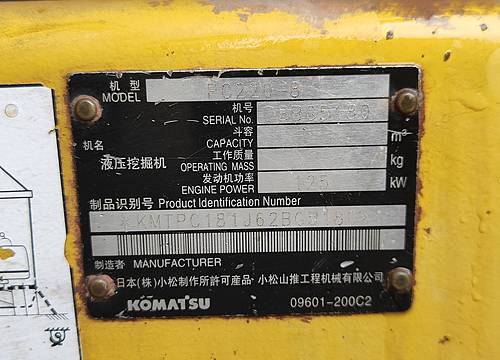 机型
MODEL PC220-8
机号
SERIAL No.
斗容
CAPACITY m³
机名
液压挖掘机
工作质量
OPERATING MASS kg
发动机功率
ENGINE POWER 125 kW
制品识别号 Product Identification Number
制造者 MANUFACTURER
日本(株)小松制作所許可産品·小松山推工程机械有限公司
KOMATSU 09601-200C2